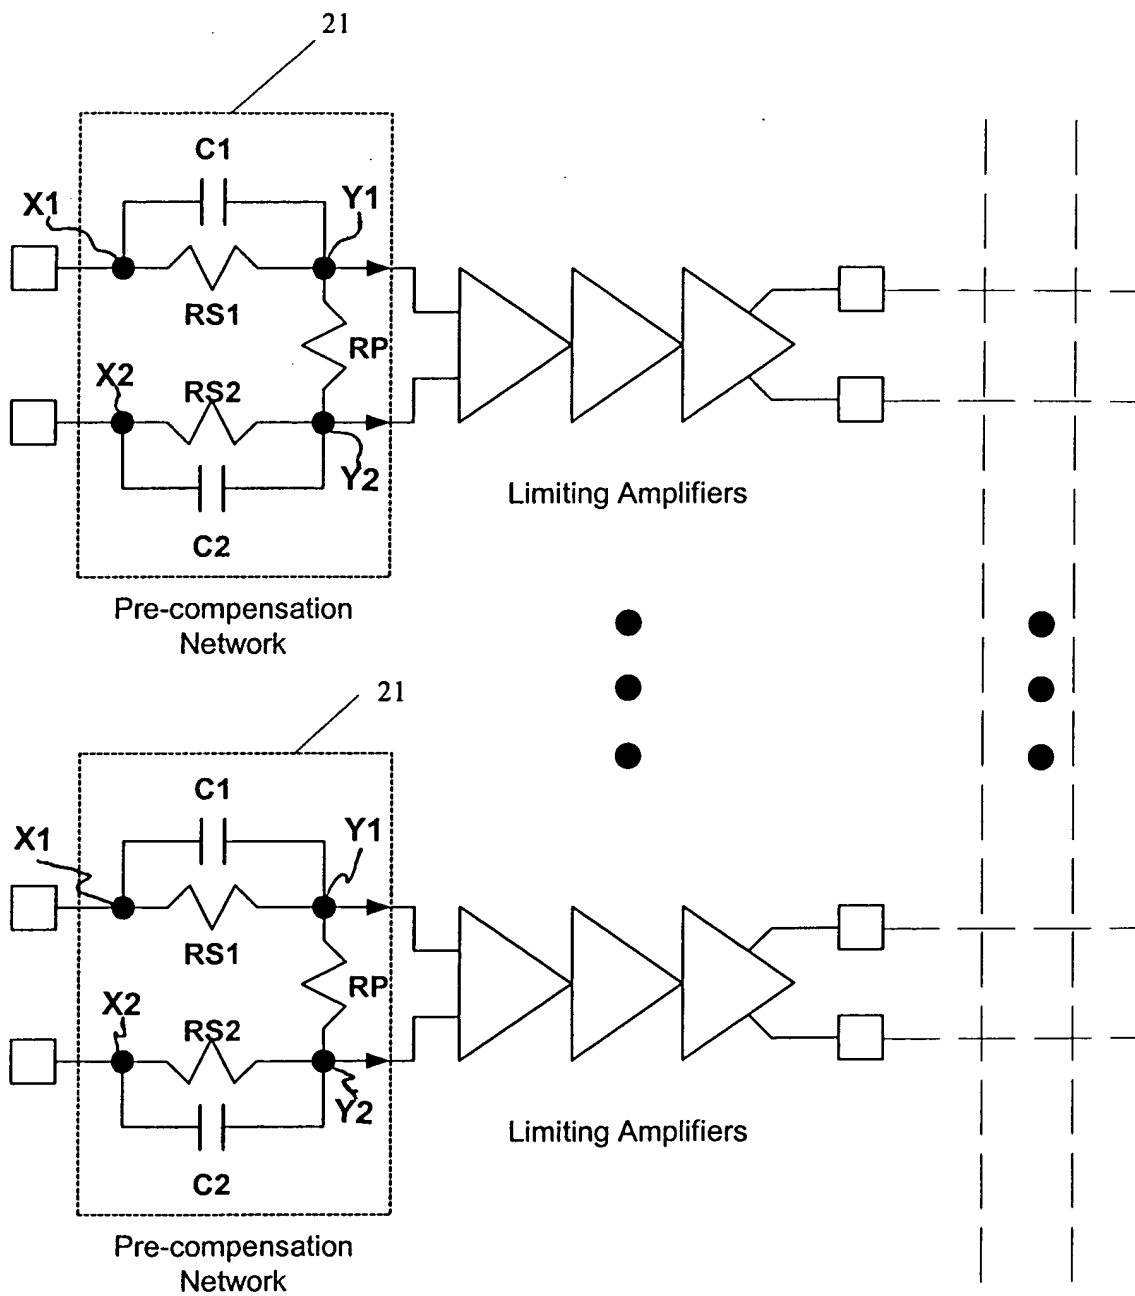 21
C1
X1
Y1
RS1
RP
X2
RS2
Y2
C2
Limiting Amplifiers
Pre-compensation
Network
21
C1
X1
Y1
RS1
RP
X2
RS2
Y2
C2
Limiting Amplifiers
Pre-compensation
Network